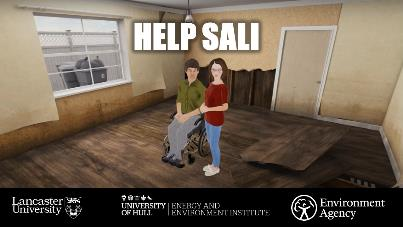 HELP SALI
Lancaster
University
UNIVERSITY
OF HULL
ENERGY AND
ENVIRONMENT INSTITUTE
Environment
Agency